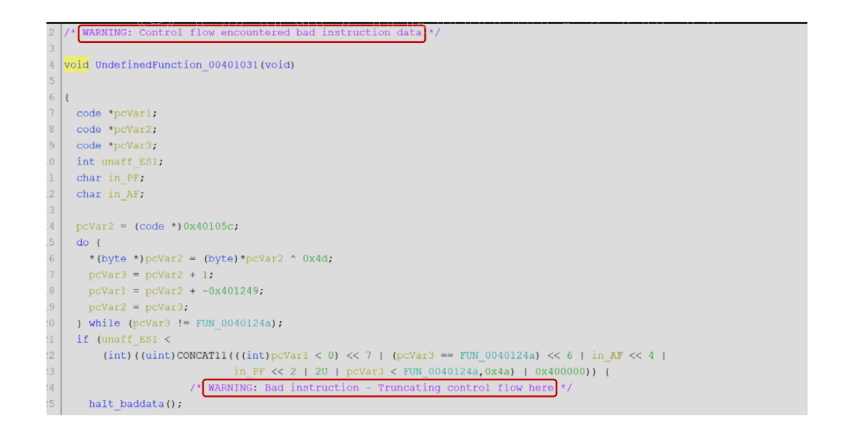 2 /* WARNING: Control flow encountered bad instruction data */
3
4 void UndefinedFunction_00401031(void)
5
6 {
7 code *pcVar1;
8 code *pcVar2;
9 code *pcVar3;
0 int unaff_ESI;
1 char in_PF;
2 char in_AF;
3
4 pcVar2 = (code *)0x40105c;
5 do {
6 *(byte *)pcVar2 = (byte)*pcVar2 ^ 0x4d;
7 pcVar3 = pcVar2 + 1;
8 pcVar1 = pcVar2 + -0x401249;
9 pcVar2 = pcVar3;
0 } while (pcVar3 != FUN_0040124a);
1 if (unaff_ESI <
2 (int)((uint)CONCAT11(((int)pcVar1 < 0) << 7 | (pcVar3 == FUN_0040124a) << 6 | in_AF << 4 |
3 in_PF << 2 | 2U | pcVar3 < FUN_0040124a,0x4a) | 0x400000)) {
4 /* WARNING: Bad instruction - Truncating control flow here */
5 halt_baddata();